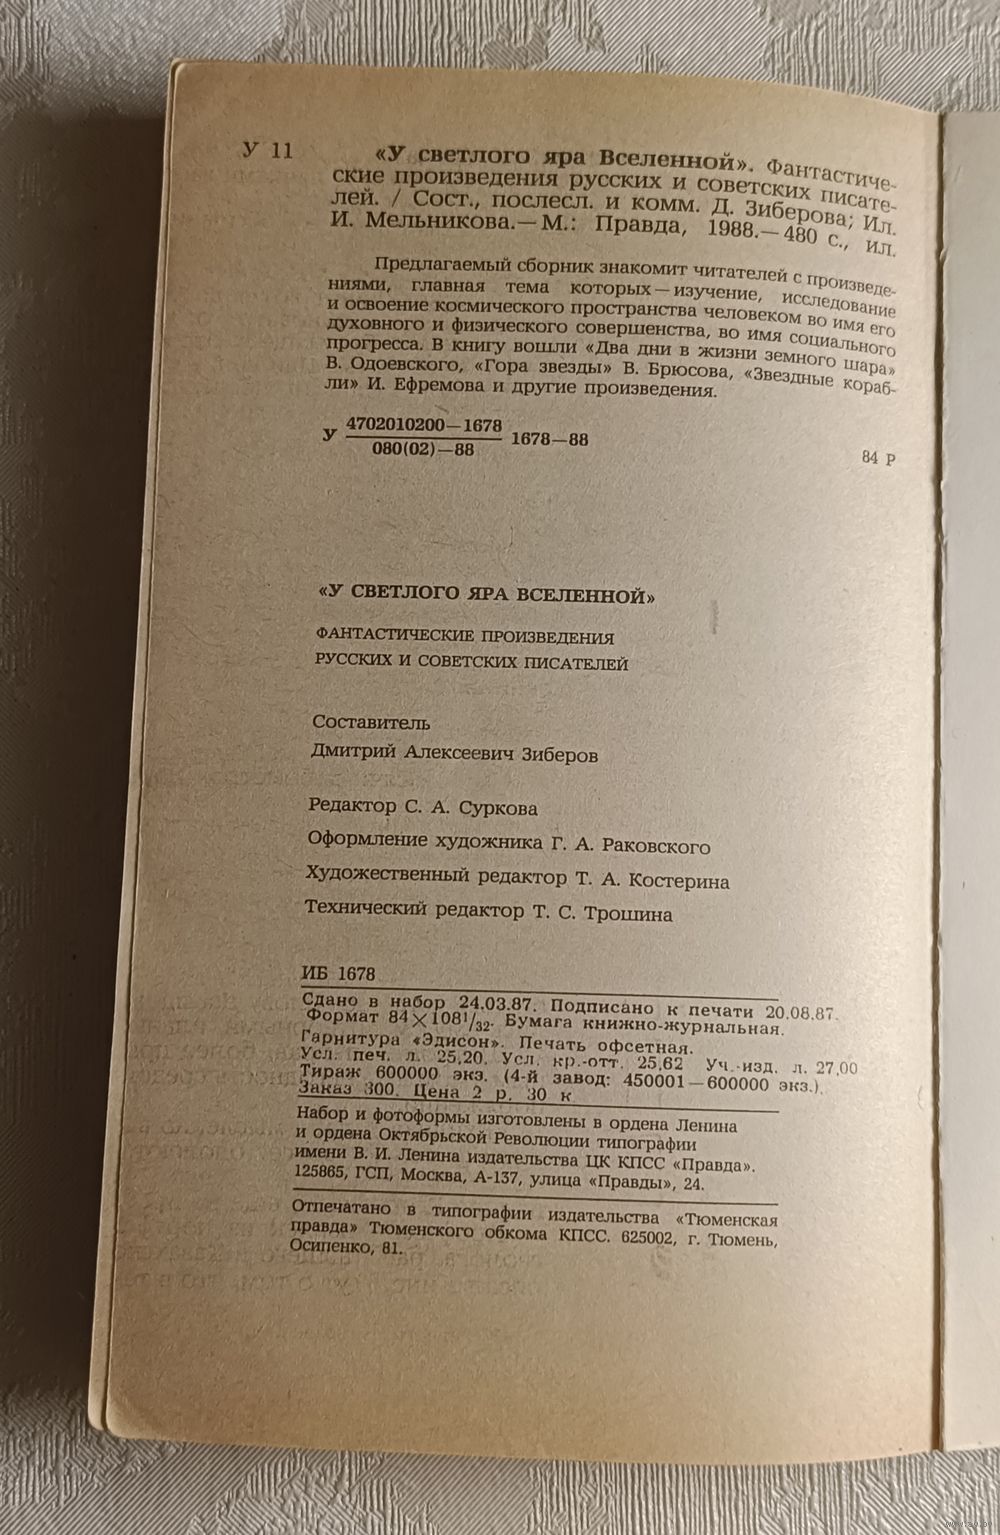 У 11
«У светлого яра Вселенной». Фантастиче-
ские произведения русских и советских писате-
лей. / Сост., послесл. и комм. Д. Зиберова; Ил.
И. Мельникова.—М.: Правда, 1988.—480 с., ил.
Предлагаемый сборник знакомит читателей с произведе-
ниями, главная тема которых—изучение, исследование
и освоение космического пространства человеком во имя его
духовного и физического совершенства, во имя социального
прогресса. В книгу вошли «Два дни в жизни земного шара»
В. Одоевского, «Гора звезды» В. Брюсова, «Звездные кораб-
ли» И. Ефремова и другие произведения.
У 4702010200—1678
080(02)—88 1678—88
84 Р
«У СВЕТЛОГО ЯРА ВСЕЛЕННОЙ»
ФАНТАСТИЧЕСКИЕ ПРОИЗВЕДЕНИЯ
РУССКИХ И СОВЕТСКИХ ПИСАТЕЛЕЙ
Составитель
Дмитрий Алексеевич Зиберов
Редактор С. А. Суркова
Оформление художника Г. А. Раковского
Художественный редактор Т. А. Костерина
Технический редактор Т. С. Трошина
ИБ 1678
Сдано в набор 24.03.87. Подписано к печати 20.08.87.
Формат 84×108¹/₃₂. Бумага книжно-журнальная.
Гарнитура «Эдисон». Печать офсетная.
Усл. печ. л. 25,20. Усл. кр.-отт. 25,62 Уч.-изд. л. 27,00
Тираж 600000 экз. (4-й завод: 450001—600000 экз.).
Заказ 300. Цена 2 р. 30 к
Набор и фотоформы изготовлены в ордена Ленина
и ордена Октябрьской Революции типографии
имени В. И. Ленина издательства ЦК КПСС «Правда».
125865, ГСП, Москва, А-137, улица «Правды», 24.
Отпечатано в типографии издательства «Тюменская
правда» Тюменского обкома КПСС. 625002, г. Тюмень,
Осипенко, 81.